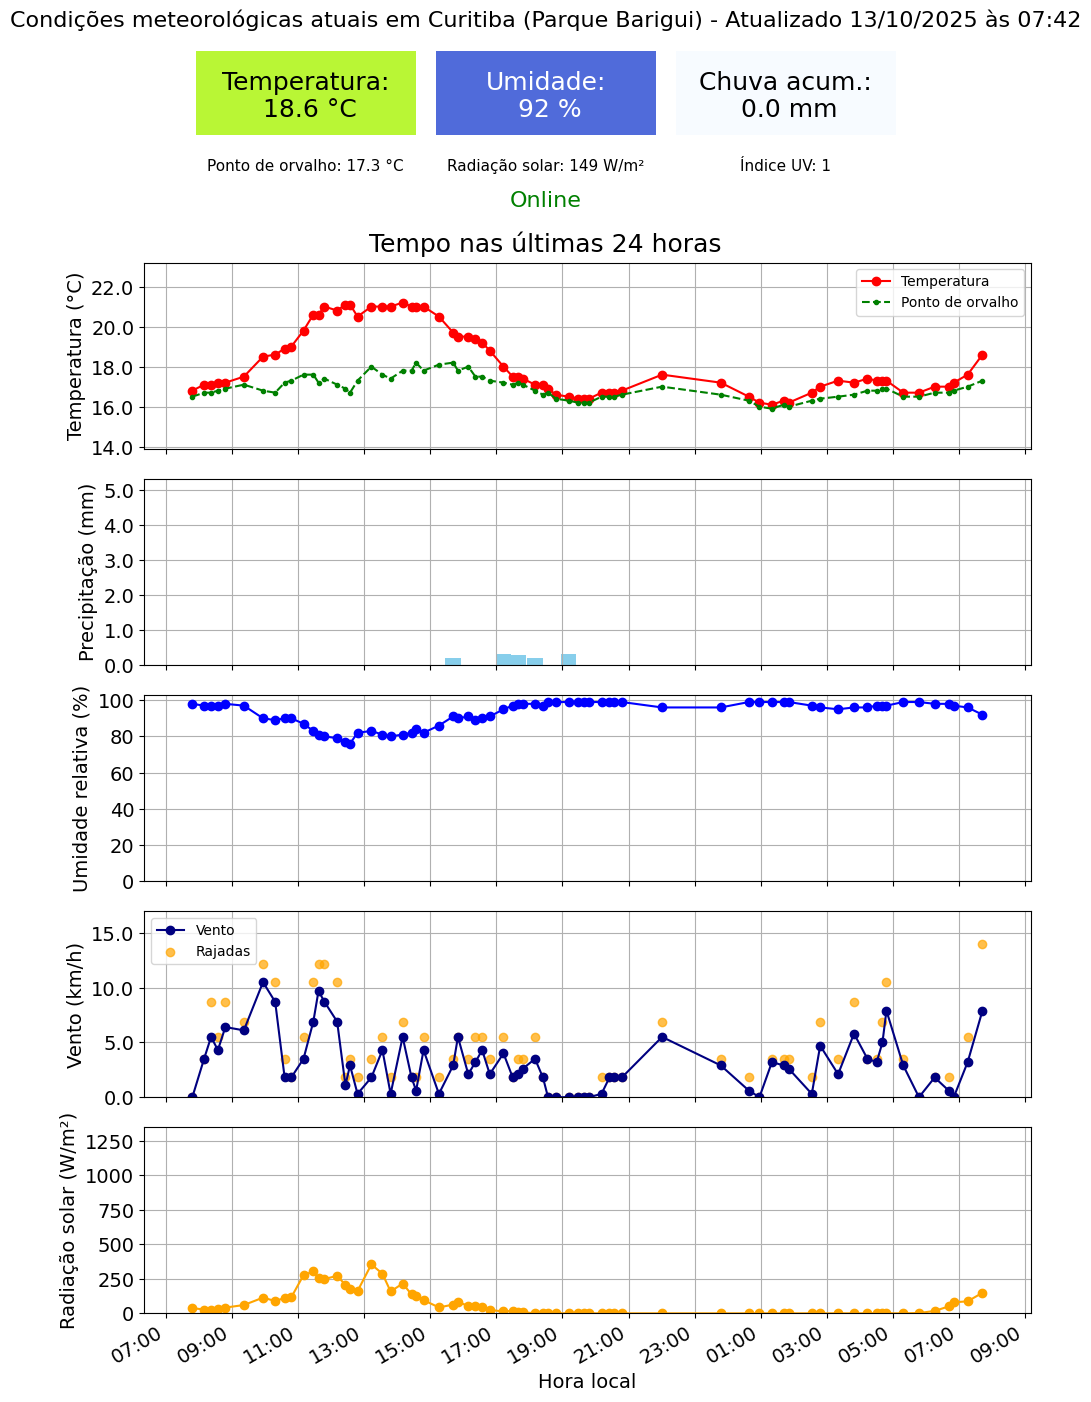 Condições meteorológicas atuais em Curitiba (Parque Barigui) - Atualizado 13/10/2025 às 07:42
Temperatura:
18.6 °C
Umidade:
92 %
Chuva acum.:
0.0 mm
Ponto de orvalho: 17.3 °C
Radiação solar: 149 W/m²
Índice UV: 1
Online
Tempo nas últimas 24 horas
Temperatura (°C)
22.0
20.0
18.0
16.0
14.0
Temperatura
Ponto de orvalho
Precipitação (mm)
5.0
4.0
3.0
2.0
1.0
0.0
Umidade relativa (%)
100
80
60
40
20
0
Vento (km/h)
15.0
10.0
5.0
0.0
Vento
Rajadas
Radiação solar (W/m²)
1250
1000
750
500
250
0
07:00
09:00
11:00
13:00
15:00
17:00
19:00
21:00
23:00
01:00
03:00
05:00
07:00
09:00
Hora local